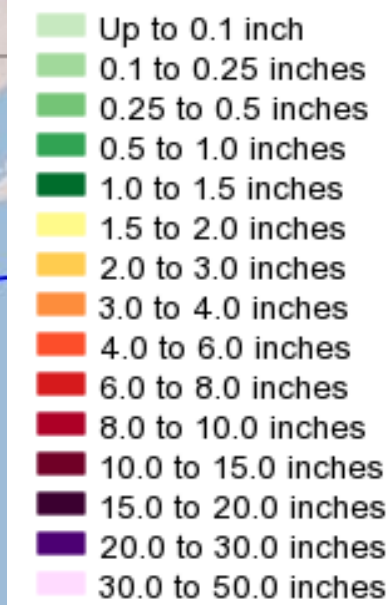 Up to 0.1 inch
0.1 to 0.25 inches
0.25 to 0.5 inches
0.5 to 1.0 inches
1.0 to 1.5 inches
1.5 to 2.0 inches
2.0 to 3.0 inches
3.0 to 4.0 inches
4.0 to 6.0 inches
6.0 to 8.0 inches
8.0 to 10.0 inches
10.0 to 15.0 inches
15.0 to 20.0 inches
20.0 to 30.0 inches
30.0 to 50.0 inches